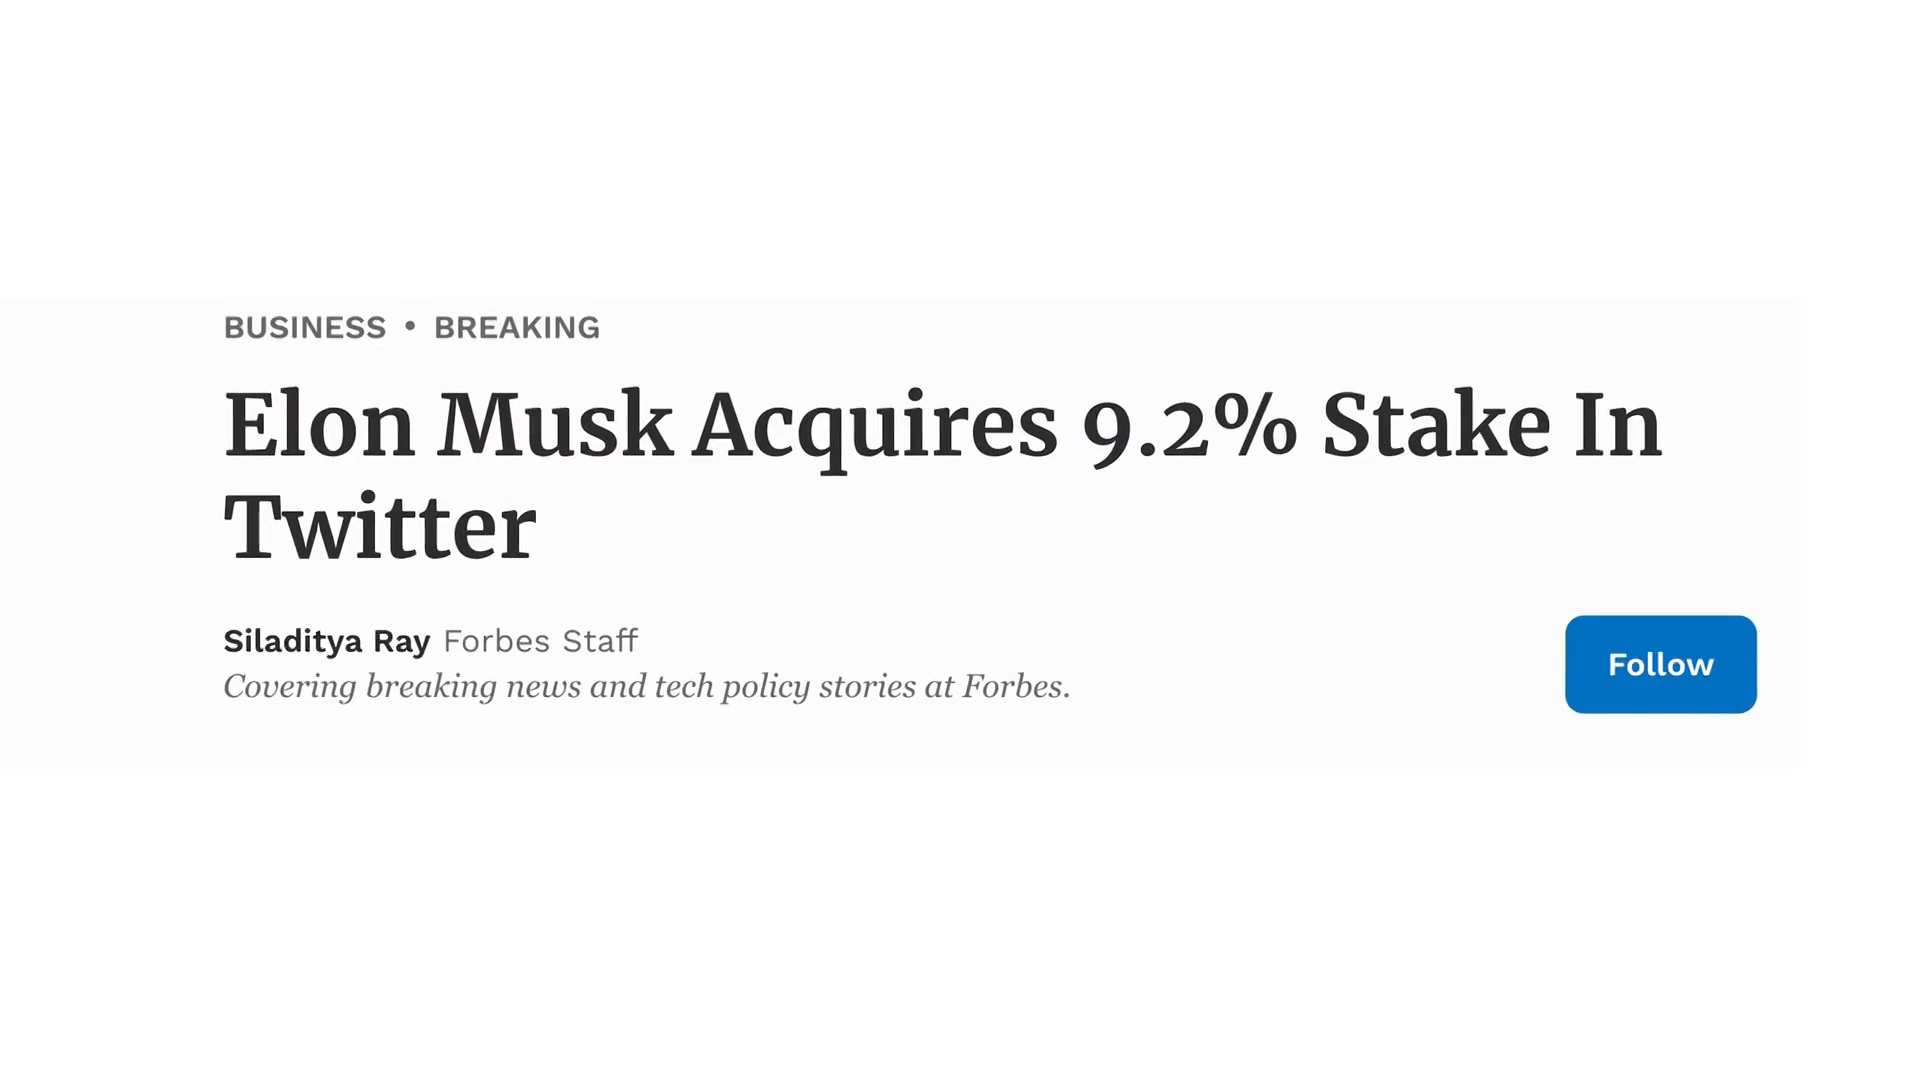 BUSINESS • BREAKING
Elon Musk Acquires 9.2% Stake In
Twitter
Siladitya Ray Forbes Staff
Covering breaking news and tech policy stories at Forbes.
Follow